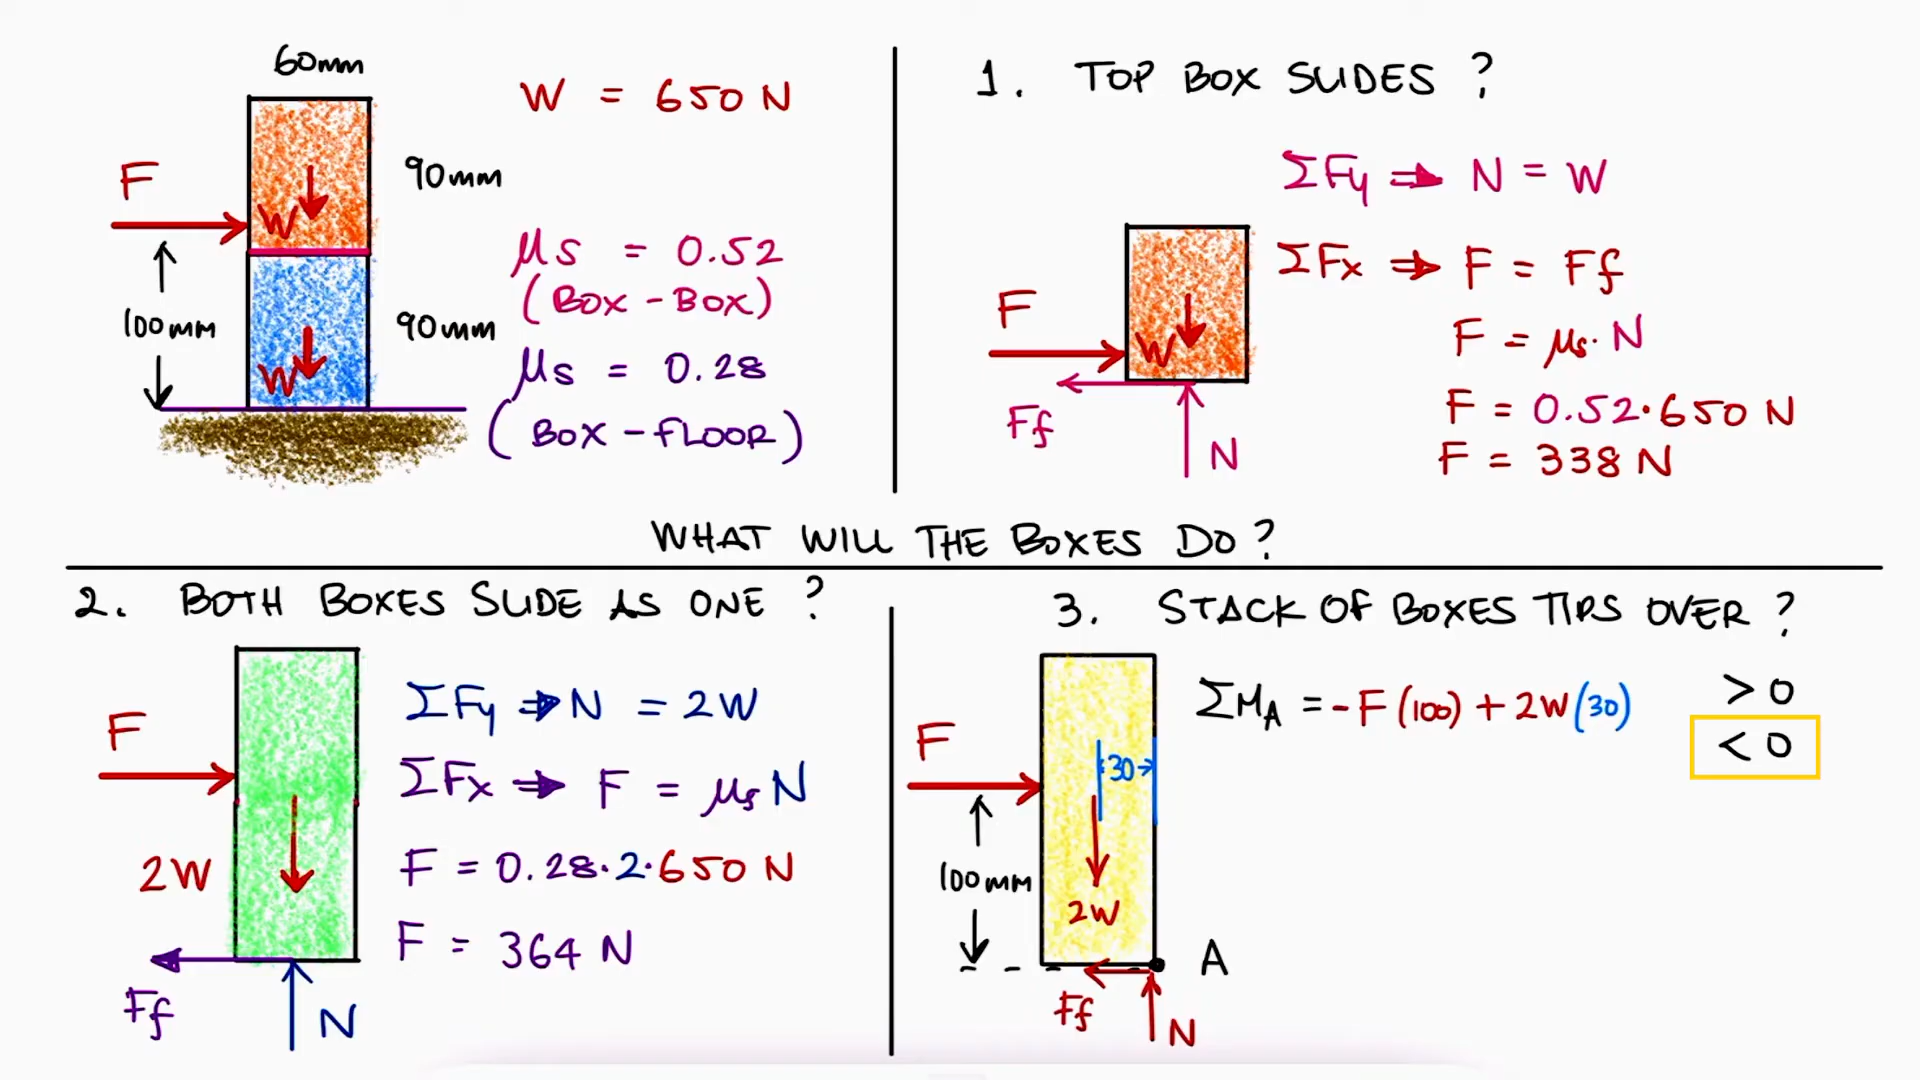 60mm
W = 650 N
F
W
90mm
μs = 0.52
(BOX - BOX)
100mm
W
90mm
μs = 0.28
(BOX - FLOOR)
1. TOP BOX SLIDES ?
ΣFy ⇒ N = W
ΣFx ⇒ F = Ff
F
W
F = μs · N
Ff
N
F = 0.52·650 N
F = 338 N
WHAT WILL THE BOXES DO ?
2. BOTH BOXES SLIDE AS ONE ?
F
2W
Ff
N
ΣFy ⇒ N = 2W
ΣFx ⇒ F = μs N
F = 0.28·2·650 N
F = 364 N
3. STACK OF BOXES TIPS OVER ?
ΣMA = -F (100) + 2W (30)
> 0
< 0
F
30
100mm
2W
A
Ff
N